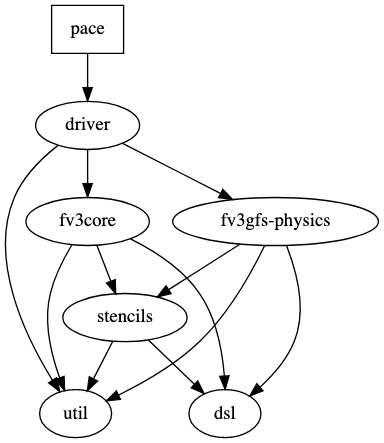 pace
driver
fv3core
fv3gfs-physics
stencils
util
dsl